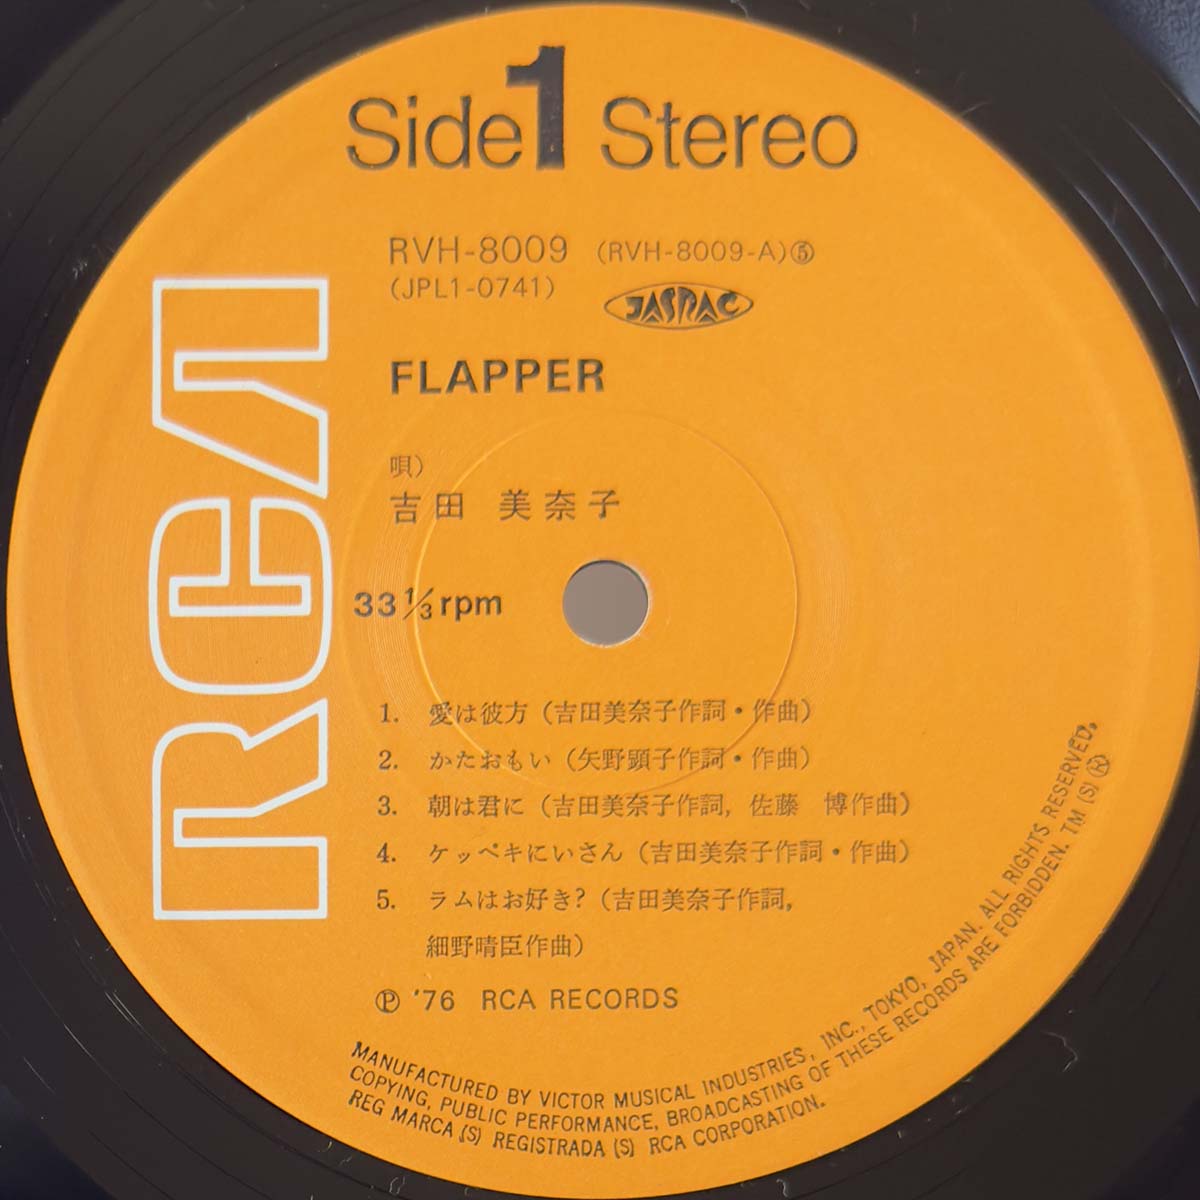 Side 1 Stereo
RVH-8009 (RVH-8009-A)⑤
(JPL1-0741)
JASRAC
FLAPPER
唄)
吉田 美奈子
33 1/3 rpm
RCA
1. 愛は彼方 (吉田美奈子作詞・作曲)
2. かたおもい (矢野顕子作詞・作曲)
3. 朝は君に (吉田美奈子作詞, 佐藤 博作曲)
4. ケッペキにいさん (吉田美奈子作詞・作曲)
5. ラムはお好き? (吉田美奈子作詞,
細野晴臣作曲)
℗ '76 RCA RECORDS
MANUFACTURED BY VICTOR MUSICAL INDUSTRIES, INC., TOKYO, JAPAN. ALL RIGHTS RESERVED.
COPYING, PUBLIC PERFORMANCE, BROADCASTING OF THESE RECORDS ARE FORBIDDEN. TM (S) Ⓗ
REG MARCA (S) REGISTRADA (S) RCA CORPORATION.